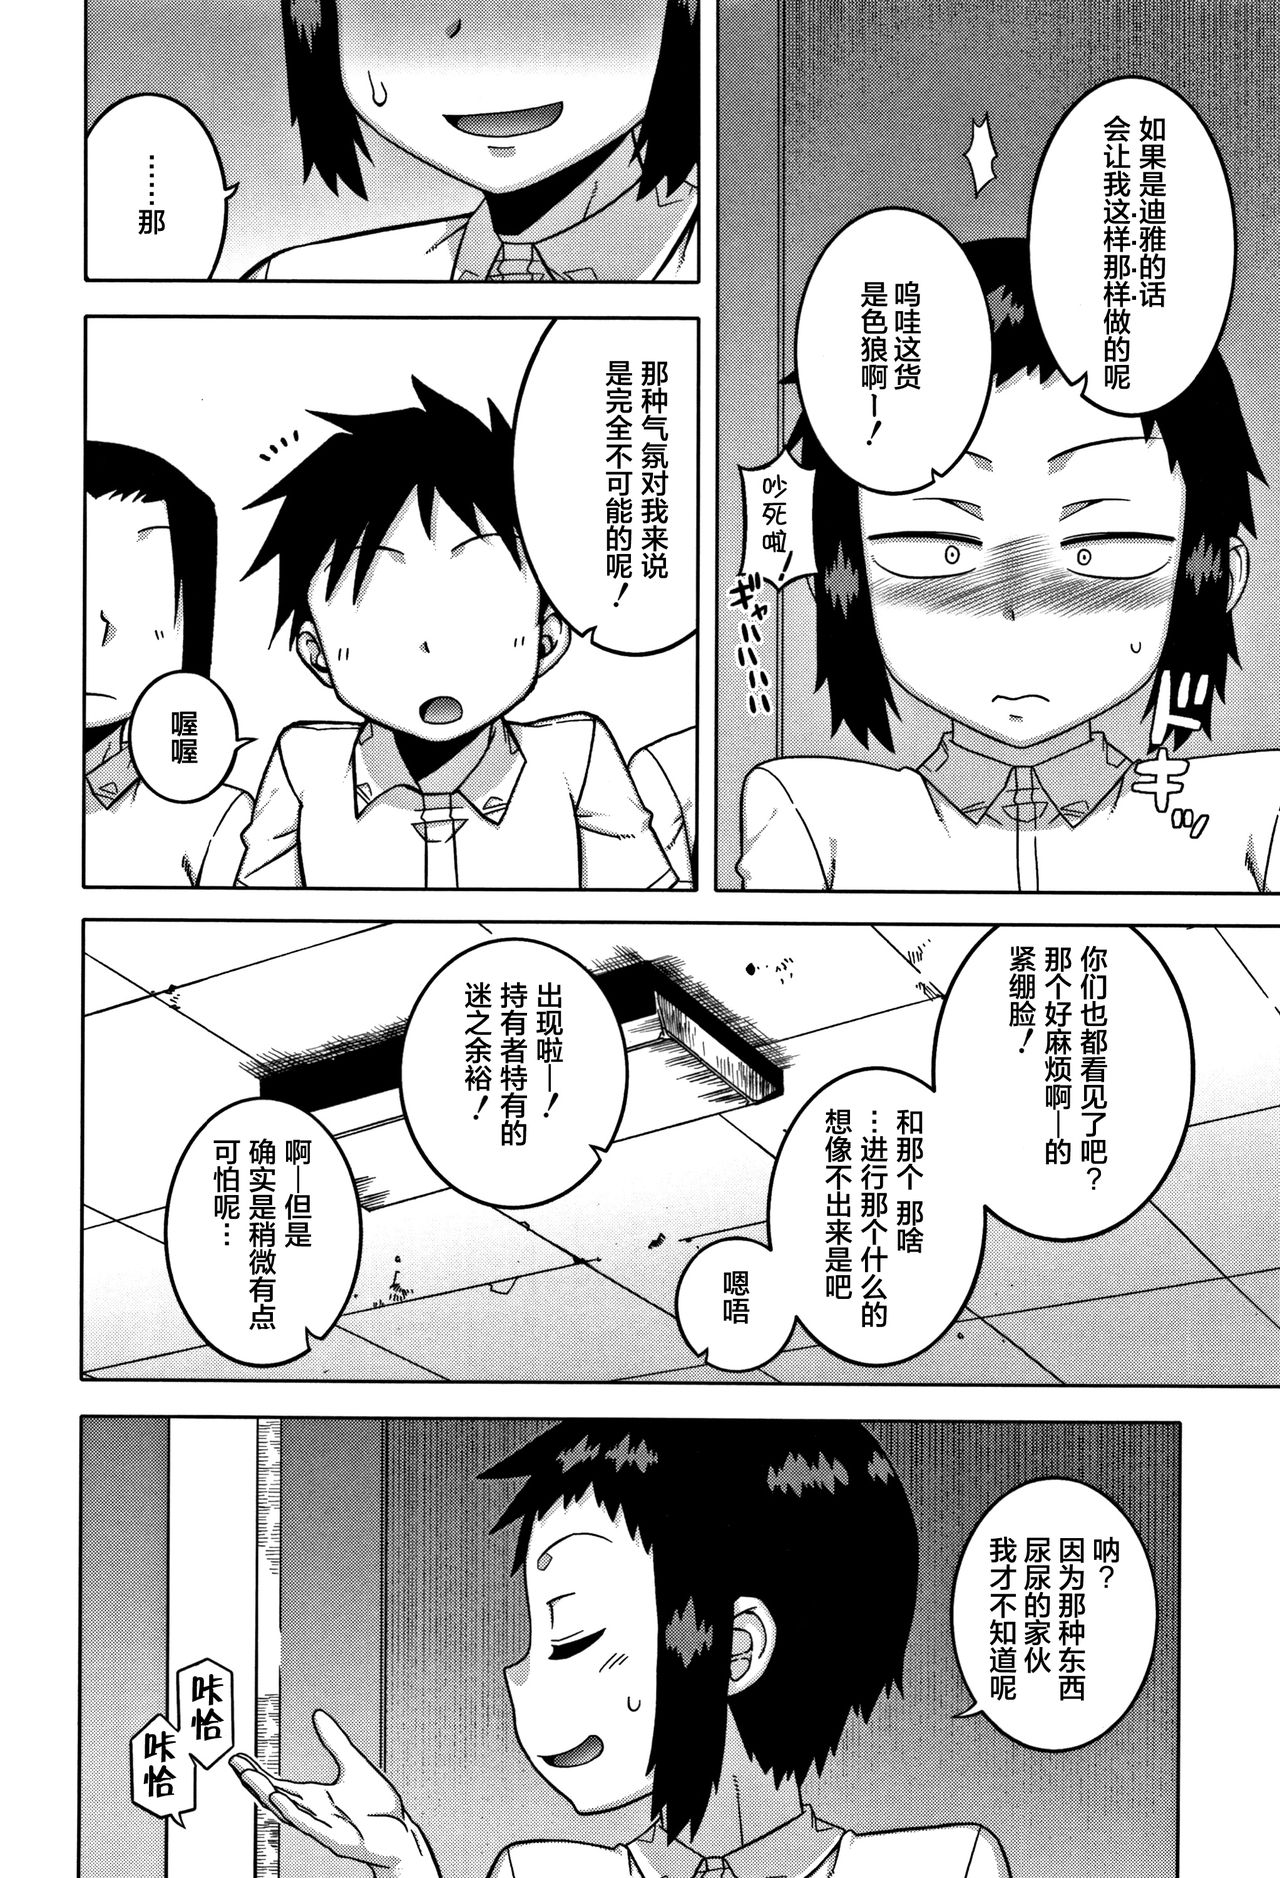 如果是迪雅的话
会让我这样那样做的呢
呜哇这货
是色狼啊ー！
吵死啦！
ギャいいいい
ドキッ
……那
那种气氛对我来说
是完全不可能的呢！
喔喔
你们也都看见了吧？
那个好麻烦啊—的
紧绷脸！
和那个 那啥
…进行那个什么的
想像不出来是吧
嗯唔
出现啦—！
持有者特有的
迷之余裕！
啊—但是
确实是稍微有点
可怕呢…
呐？
因为那种东西
尿尿的家伙
我才不知道呢
咔恰
咔恰